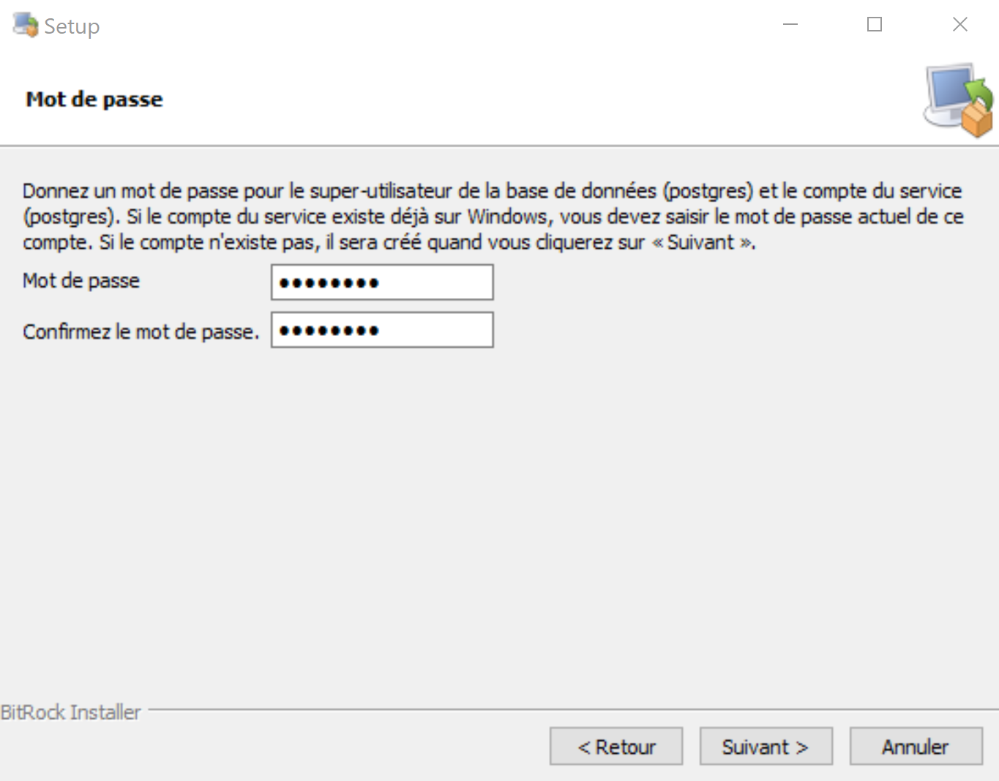 Setup
Mot de passe
Donnez un mot de passe pour le super-utilisateur de la base de données (postgres) et le compte du service
(postgres). Si le compte du service existe déjà sur Windows, vous devez saisir le mot de passe actuel de ce
compte. Si le compte n'existe pas, il sera créé quand vous cliquerez sur « Suivant ».
Mot de passe ••••••••
Confirmez le mot de passe. ••••••••
BitRock Installer
< Retour Suivant > Annuler